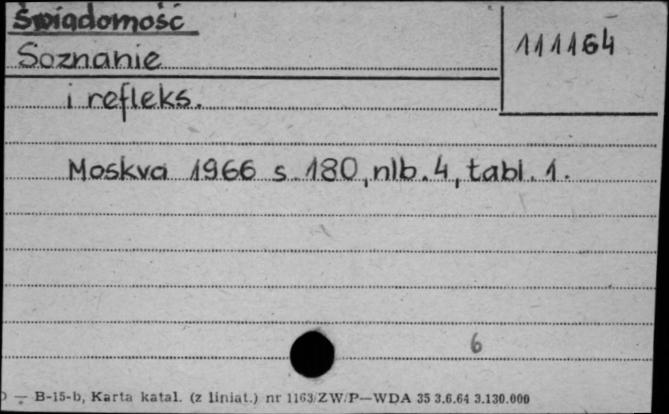 Świadomość
Soznanie
111164
i refleks.
Moskva 1966 s. 180, nlb. 4, tabl. 1.
6
B-15-b, Karta katal. (z liniat.) nr 1163/ZW/P—WDA 35 3.6.64 3.130.000